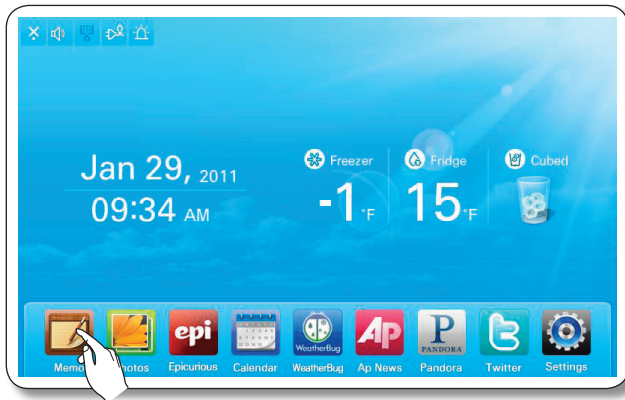 Freezer
Fridge
Cubed
Jan 29, 2011
09:34 AM
-1 °F
15 °F
epi
WeatherBug
AP
P
PANDORA
Memo
Photos
Epicurious
Calendar
WeatherBug
Ap News
Pandora
Twitter
Settings